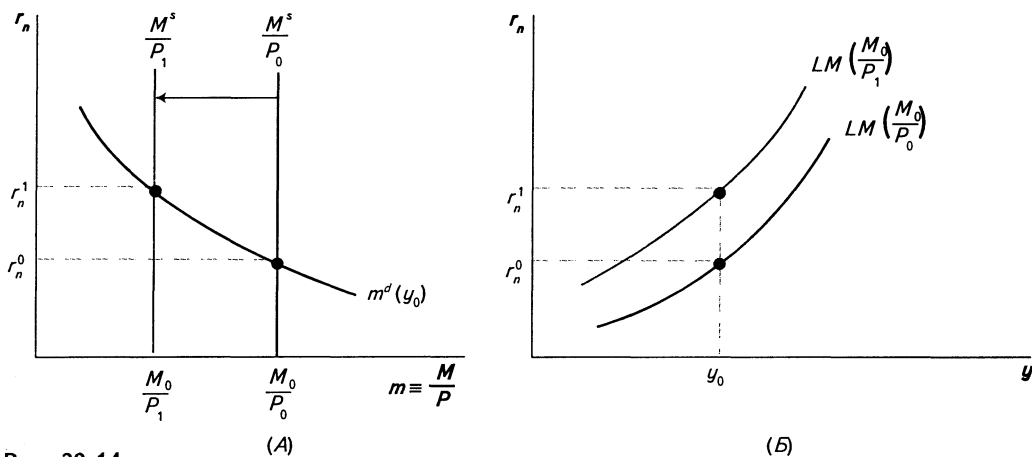 r_n
M^s/P_1
M^s/P_0
r_n^1
r_n^0
m^d(y_0)
M_0/P_1
M_0/P_0
m ≡ M/P
(А)
r_n
LM(M_0/P_1)
LM(M_0/P_0)
r_n^1
r_n^0
y_0
y
(Б)